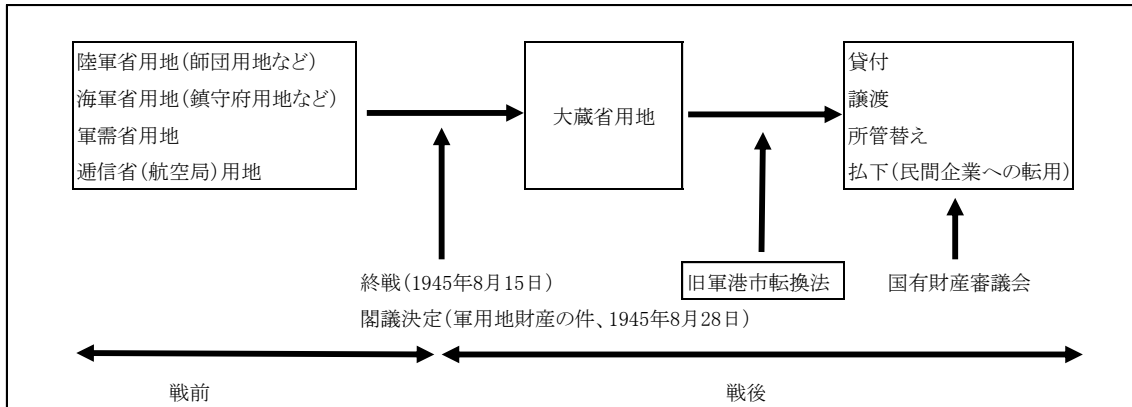 陸軍省用地(師団用地など)
海軍省用地(鎮守府用地など)
軍需省用地
逓信省(航空局)用地
大蔵省用地
貸付
譲渡
所管替え
払下(民間企業への転用)
終戦(1945年8月15日)
閣議決定(軍用地財産の件、1945年8月28日)
旧軍港市転換法
国有財産審議会
戦前
戦後